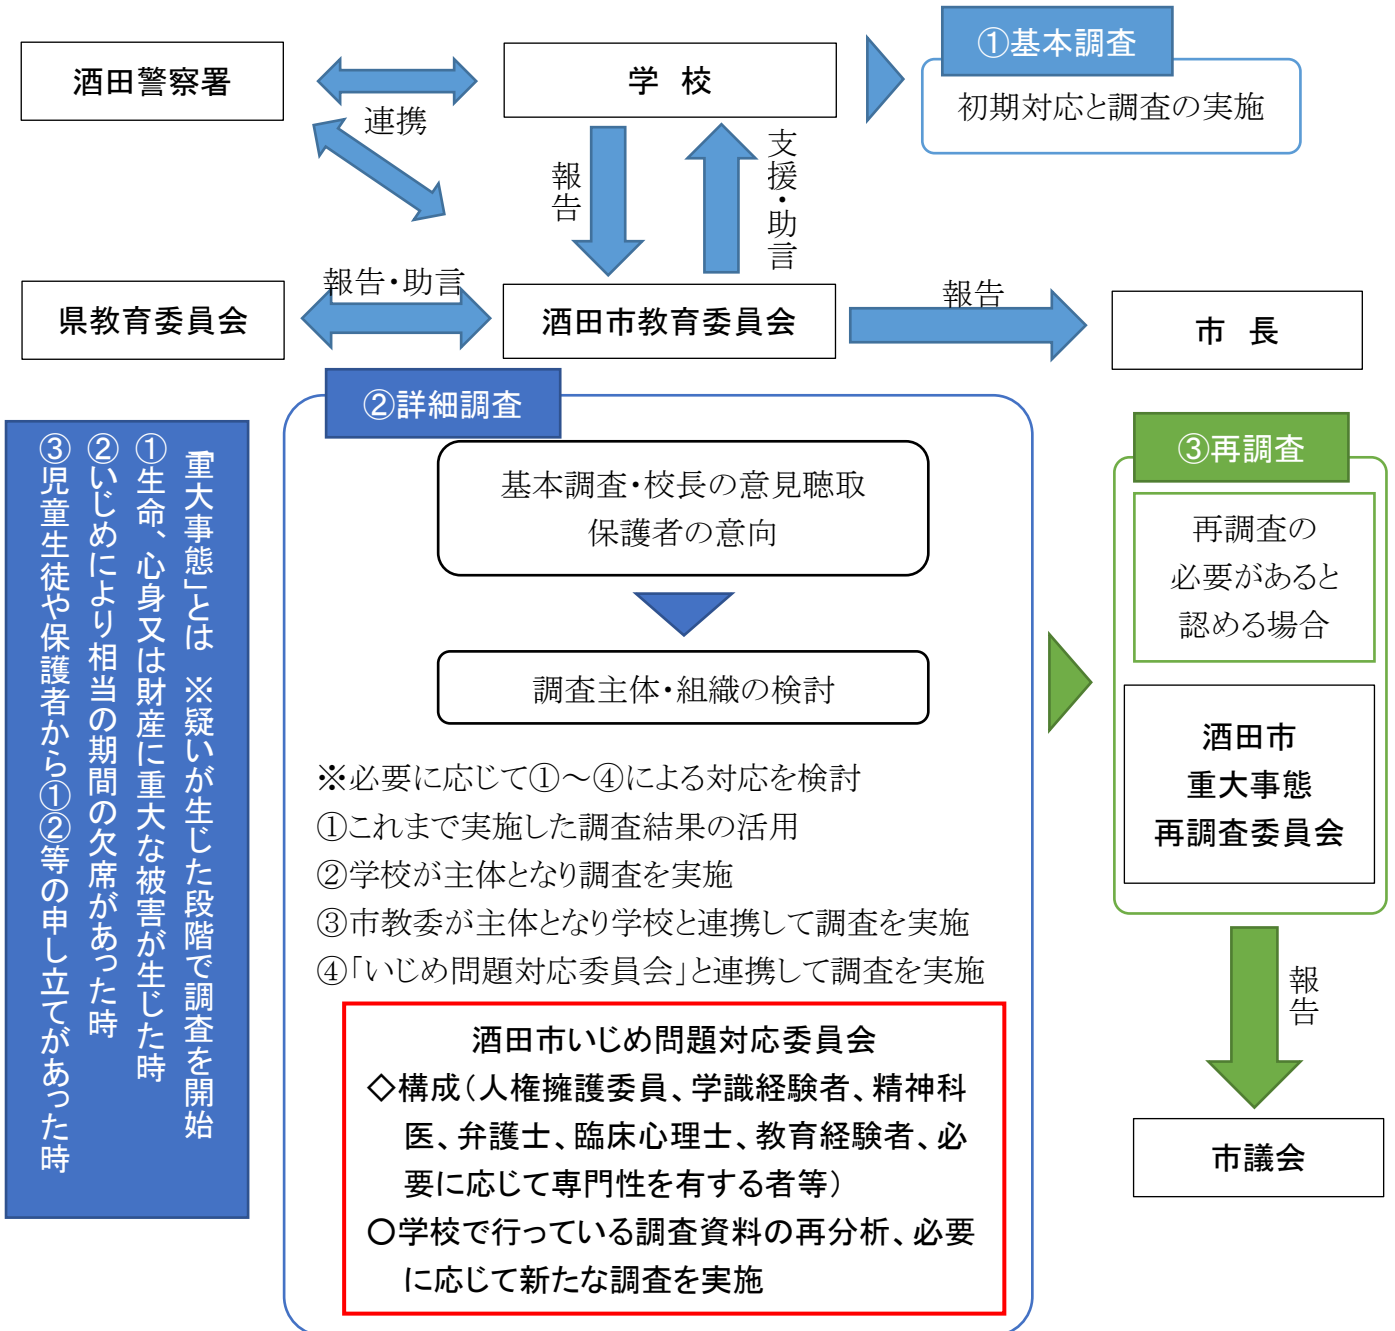 ①基本調査
初期対応と調査の実施
酒田警察署
学 校
連携
報告
支援・助言
報告・助言
県教育委員会
酒田市教育委員会
報告
市 長
②詳細調査
基本調査・校長の意見聴取
保護者の意向
調査主体・組織の検討
※必要に応じて①～④による対応を検討
①これまで実施した調査結果の活用
②学校が主体となり調査を実施
③市教委が主体となり学校と連携して調査を実施
④「いじめ問題対応委員会」と連携して調査を実施
酒田市いじめ問題対応委員会
◇構成(人権擁護委員、学識経験者、精神科
医、弁護士、臨床心理士、教育経験者、必
要に応じて専門性を有する者等)
〇学校で行っている調査資料の再分析、必要
に応じて新たな調査を実施
「重大事態」とは ※疑いが生じた段階で調査を開始
①生命、心身又は財産に重大な被害が生じた時
②いじめにより相当の期間の欠席があった時
③児童生徒や保護者から①②等の申し立てがあった時
③再調査
再調査の
必要があると
認める場合
酒田市
重大事態
再調査委員会
報告
市議会